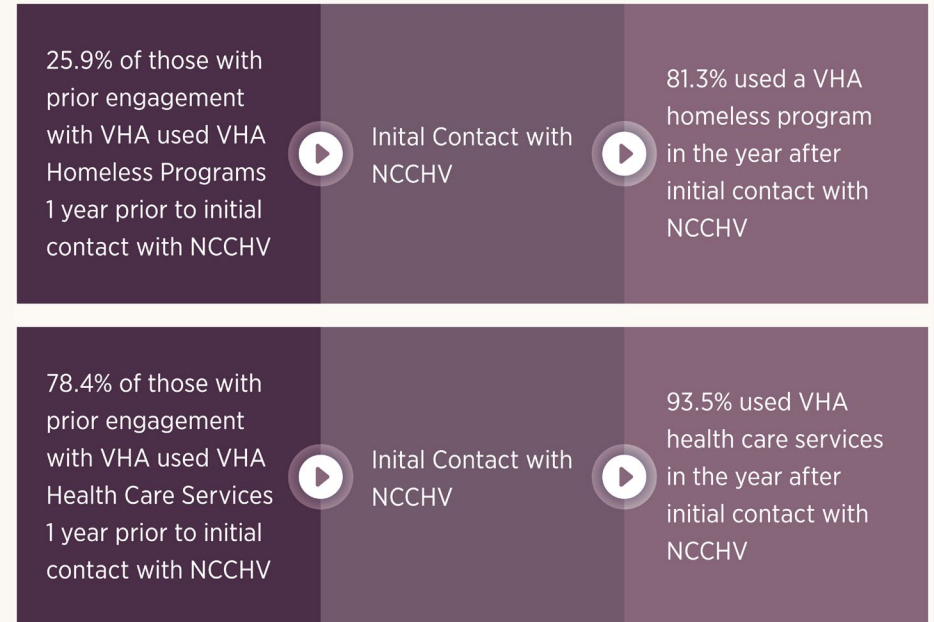 25.9% of those with
prior engagement
with VHA used VHA
Homeless Programs
1 year prior to initial
contact with NCCHV
Inital Contact with
NCCHV
81.3% used a VHA
homeless program
in the year after
initial contact with
NCCHV
78.4% of those with
prior engagement
with VHA used VHA
Health Care Services
1 year prior to initial
contact with NCCHV
Inital Contact with
NCCHV
93.5% used VHA
health care services
in the year after
initial contact with
NCCHV